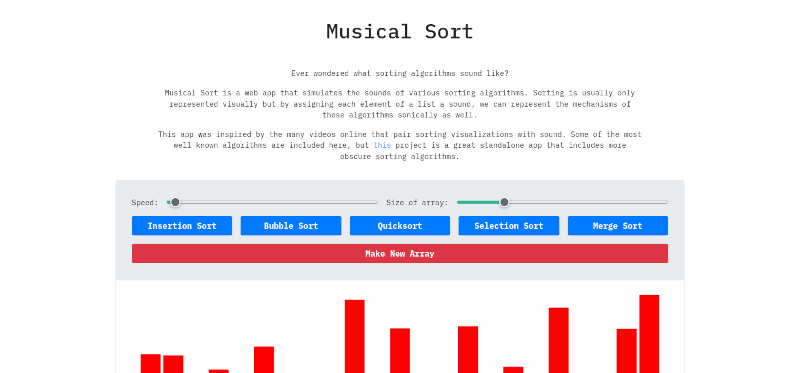 Musical Sort
Ever wondered what sorting algorithms sound like?
Musical Sort is a web app that simulates the sounds of various sorting algorithms. Sorting is usually only
represented visually but by assigning each element of a list a sound, we can represent the mechanisms of
these algorithms sonically as well.
This app was inspired by the many videos online that pair sorting visualizations with sound. Some of the most
well known algorithms are included here, but this project is a great standalone app that includes more
obscure sorting algorithms.
Speed: Size of array:
Insertion Sort Bubble Sort Quicksort Selection Sort Merge Sort
Make New Array